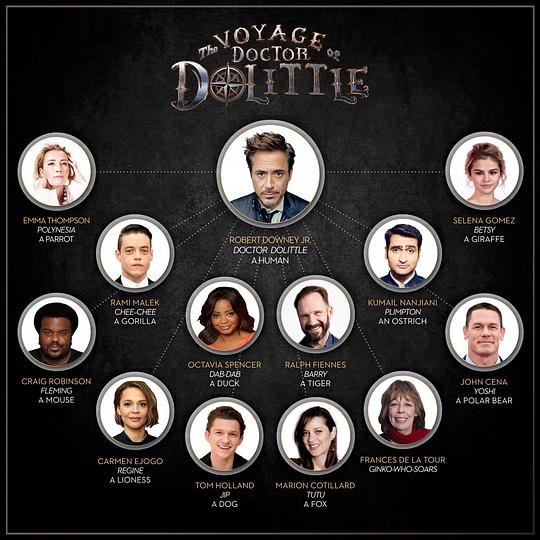 The VOYAGE OF
DOCTOR
DOLITTLE
EMMA THOMPSON
POLYNESIA
A PARROT
ROBERT DOWNEY JR.
DOCTOR DOLITTLE
A HUMAN
SELENA GOMEZ
BETSY
A GIRAFFE
RAMI MALEK
CHEE-CHEE
A GORILLA
KUMAIL NANJIANI
PLIMPTON
AN OSTRICH
CRAIG ROBINSON
FLEMING
A MOUSE
OCTAVIA SPENCER
DAB-DAB
A DUCK
RALPH FIENNES
BARRY
A TIGER
JOHN CENA
YOSHI
A POLAR BEAR
CARMEN EJOGO
REGINE
A LIONESS
TOM HOLLAND
JIP
A DOG
MARION COTILLARD
TUTU
A FOX
FRANCES DE LA TOUR
GINKO-WHO-SOARS